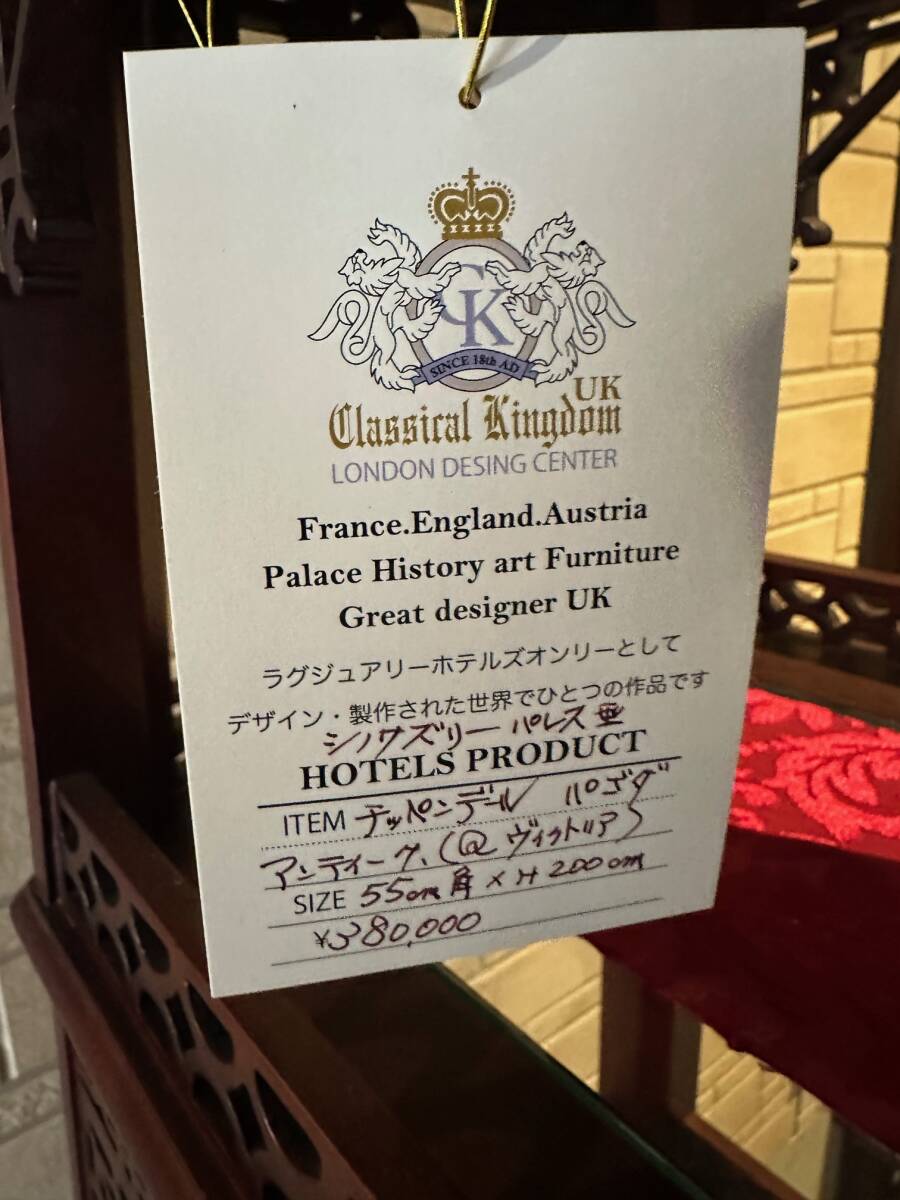 CK
SINCE 18th AD
UK
Classical Kingdom
LONDON DESING CENTER
France.England.Austria
Palace History art Furniture
Great designer UK
ラグジュアリーホテルズオンリーとして
デザイン・製作された世界でひとつの作品です
シノワズリー パレス
HOTELS PRODUCT
ITEM チッペンデール パゴダ
アンティーク、(@ ヴィクトリア)
SIZE 55cm角×H200cm
¥380,000